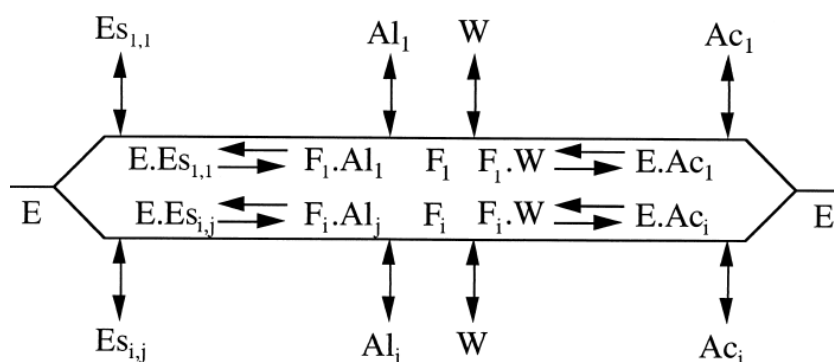 Es₁,₁ Al₁ W Ac₁
E.Es₁,₁ F₁.Al₁ F₁ F₁.W E.Ac₁
E E
E.Esᵢ,ⱼ Fᵢ.Alⱼ Fᵢ Fᵢ.W E.Acᵢ
Esᵢ,ⱼ Alⱼ W Acᵢ